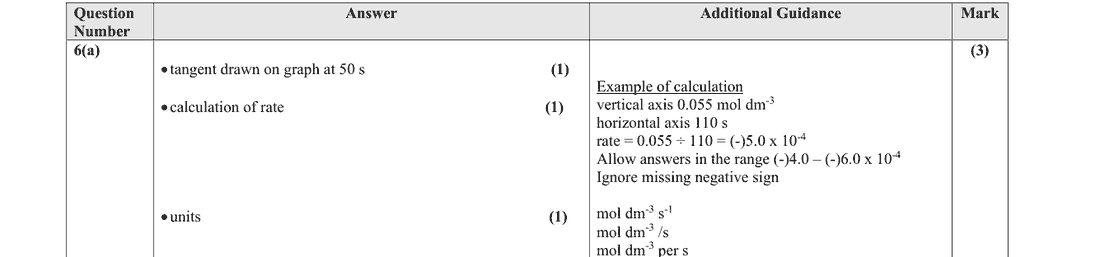 Question Number
Answer
Additional Guidance
Mark
6(a)
(3)
• tangent drawn on graph at 50 s (1)
• calculation of rate (1)
Example of calculation
vertical axis 0.055 mol dm⁻³
horizontal axis 110 s
rate = 0.055 ÷ 110 = (-)5.0 x 10⁻⁴
Allow answers in the range (-)4.0 – (-)6.0 x 10⁻⁴
Ignore missing negative sign
• units (1)
mol dm⁻³ s⁻¹
mol dm⁻³ /s
mol dm⁻³ per s